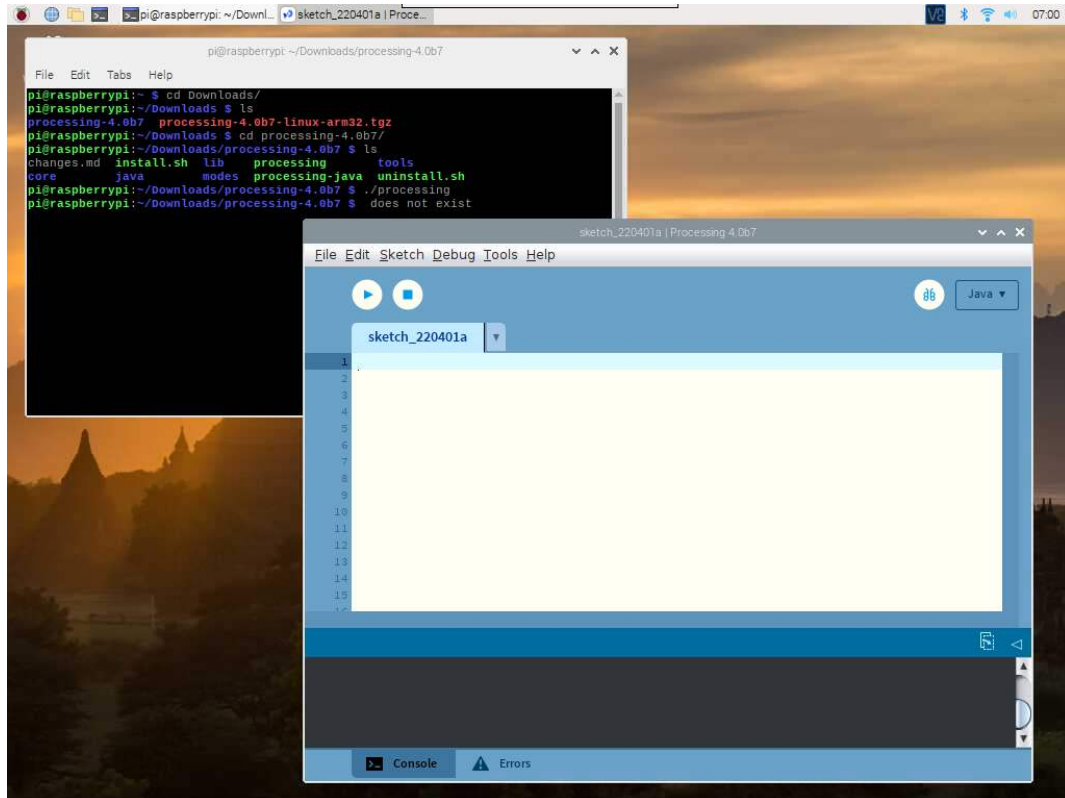 pi@raspberrypi: ~/Downl... sketch_220401a | Proce... 07:00
pi@raspberrypi: ~/Downloads/processing-4.0b7
File Edit Tabs Help
pi@raspberrypi:~ $ cd Downloads/
pi@raspberrypi:~/Downloads $ ls
processing-4.0b7 processing-4.0b7-linux-arm32.tgz
pi@raspberrypi:~/Downloads $ cd processing-4.0b7/
pi@raspberrypi:~/Downloads/processing-4.0b7 $ ls
changes.md install.sh lib processing tools
core java modes processing-java uninstall.sh
pi@raspberrypi:~/Downloads/processing-4.0b7 $ ./processing
pi@raspberrypi:~/Downloads/processing-4.0b7 $ does not exist
sketch_220401a | Processing 4.0b7
File Edit Sketch Debug Tools Help
Java
sketch_220401a
1
2
3
4
5
6
7
8
9
10
11
12
13
14
15
16
Console Errors